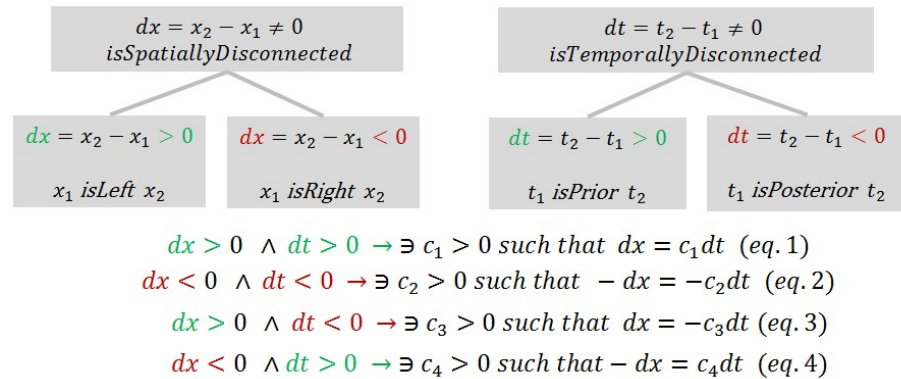 dx = x₂ − x₁ ≠ 0
isSpatiallyDisconnected
dt = t₂ − t₁ ≠ 0
isTemporallyDisconnected
dx = x₂ − x₁ > 0
x₁ isLeft x₂
dx = x₂ − x₁ < 0
x₁ isRight x₂
dt = t₂ − t₁ > 0
t₁ isPrior t₂
dt = t₂ − t₁ < 0
t₁ isPosterior t₂
dx > 0 ∧ dt > 0 → ∋ c₁ > 0 such that dx = c₁dt (eq. 1)
dx < 0 ∧ dt < 0 → ∋ c₂ > 0 such that − dx = −c₂dt (eq. 2)
dx > 0 ∧ dt < 0 → ∋ c₃ > 0 such that dx = −c₃dt (eq. 3)
dx < 0 ∧ dt > 0 → ∋ c₄ > 0 such that − dx = c₄dt (eq. 4)